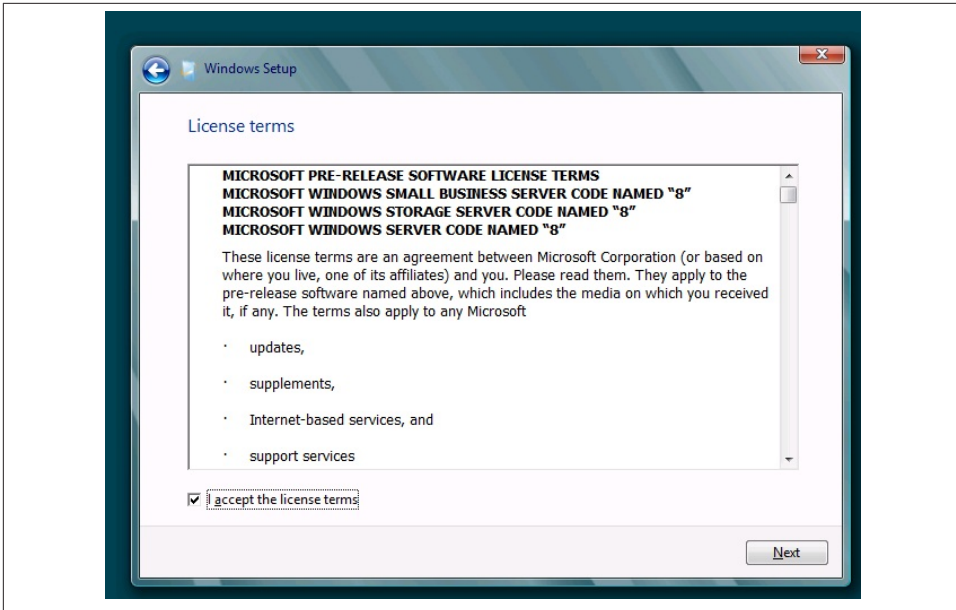 Windows Setup
License terms
MICROSOFT PRE-RELEASE SOFTWARE LICENSE TERMS
MICROSOFT WINDOWS SMALL BUSINESS SERVER CODE NAMED “8”
MICROSOFT WINDOWS STORAGE SERVER CODE NAMED “8”
MICROSOFT WINDOWS SERVER CODE NAMED “8”
These license terms are an agreement between Microsoft Corporation (or based on
where you live, one of its affiliates) and you. Please read them. They apply to the
pre-release software named above, which includes the media on which you received
it, if any. The terms also apply to any Microsoft
· updates,
· supplements,
· Internet-based services, and
· support services
I accept the license terms
Next